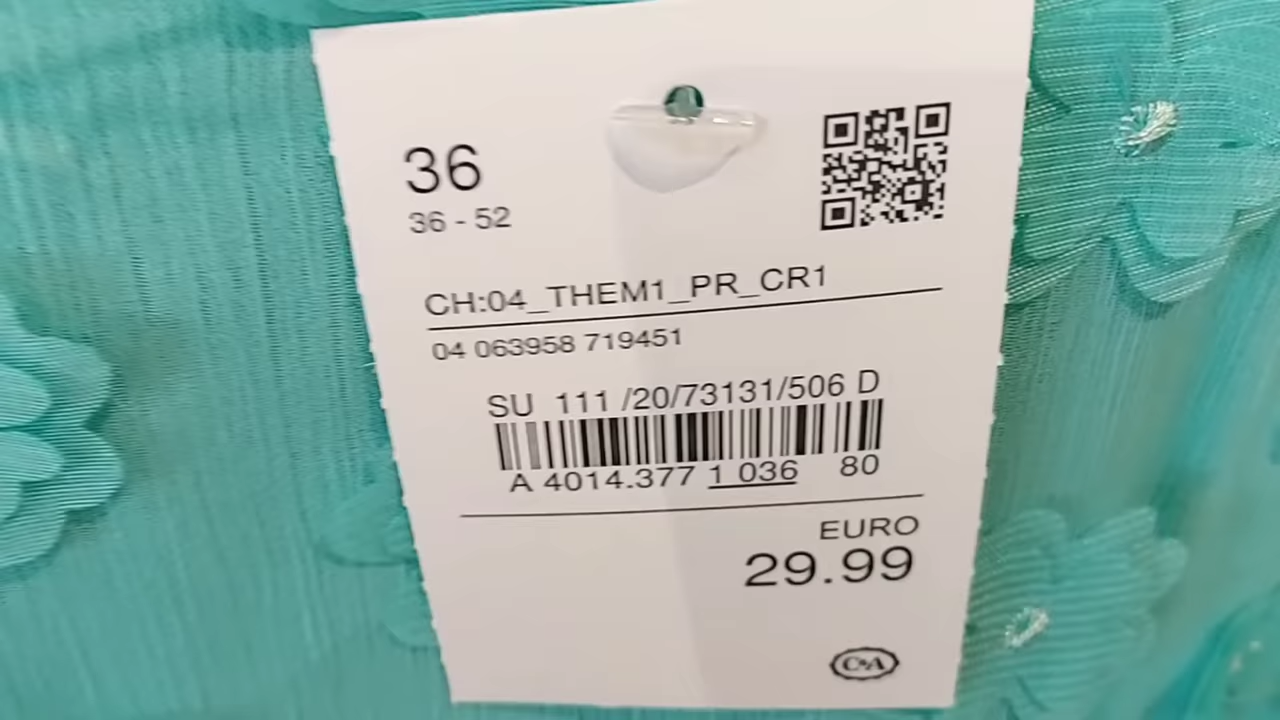 36
36 - 52
CH:04_THEM1_PR_CR1
04 063958 719451
SU 111 /20/73131/506 D
A 4014.377 1 036 80
EURO
29.99
C&A